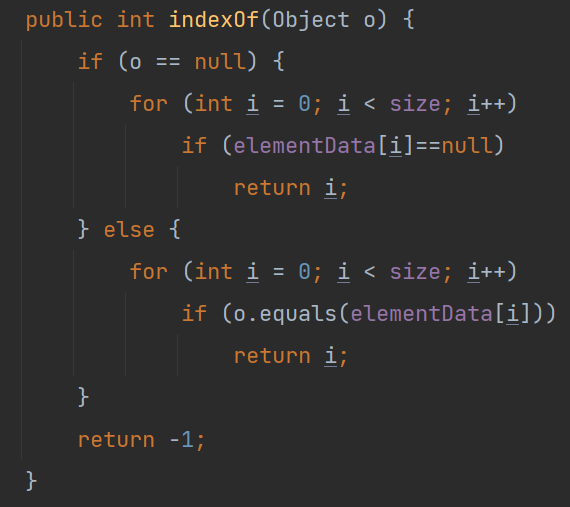 public int indexOf(Object o) {
    if (o == null) {
        for (int i = 0; i < size; i++)
            if (elementData[i]==null)
                return i;
    } else {
        for (int i = 0; i < size; i++)
            if (o.equals(elementData[i]))
                return i;
    }
    return -1;
}